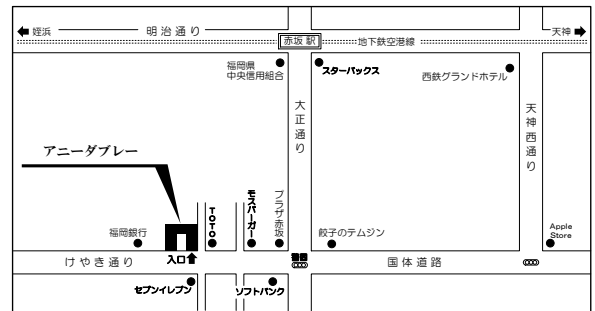 姪浜
明治通り
天神
赤坂駅
地下鉄空港線
福岡県
中央信用組合
スターバックス
西鉄グランドホテル
大正通り
天神西通り
アニーダブレー
TOTO
モスバーガー
プラザ赤坂
福岡銀行
餃子のテムジン
Apple
Store
けやき通り
入口
国体道路
セブンイレブン
ソフトバンク